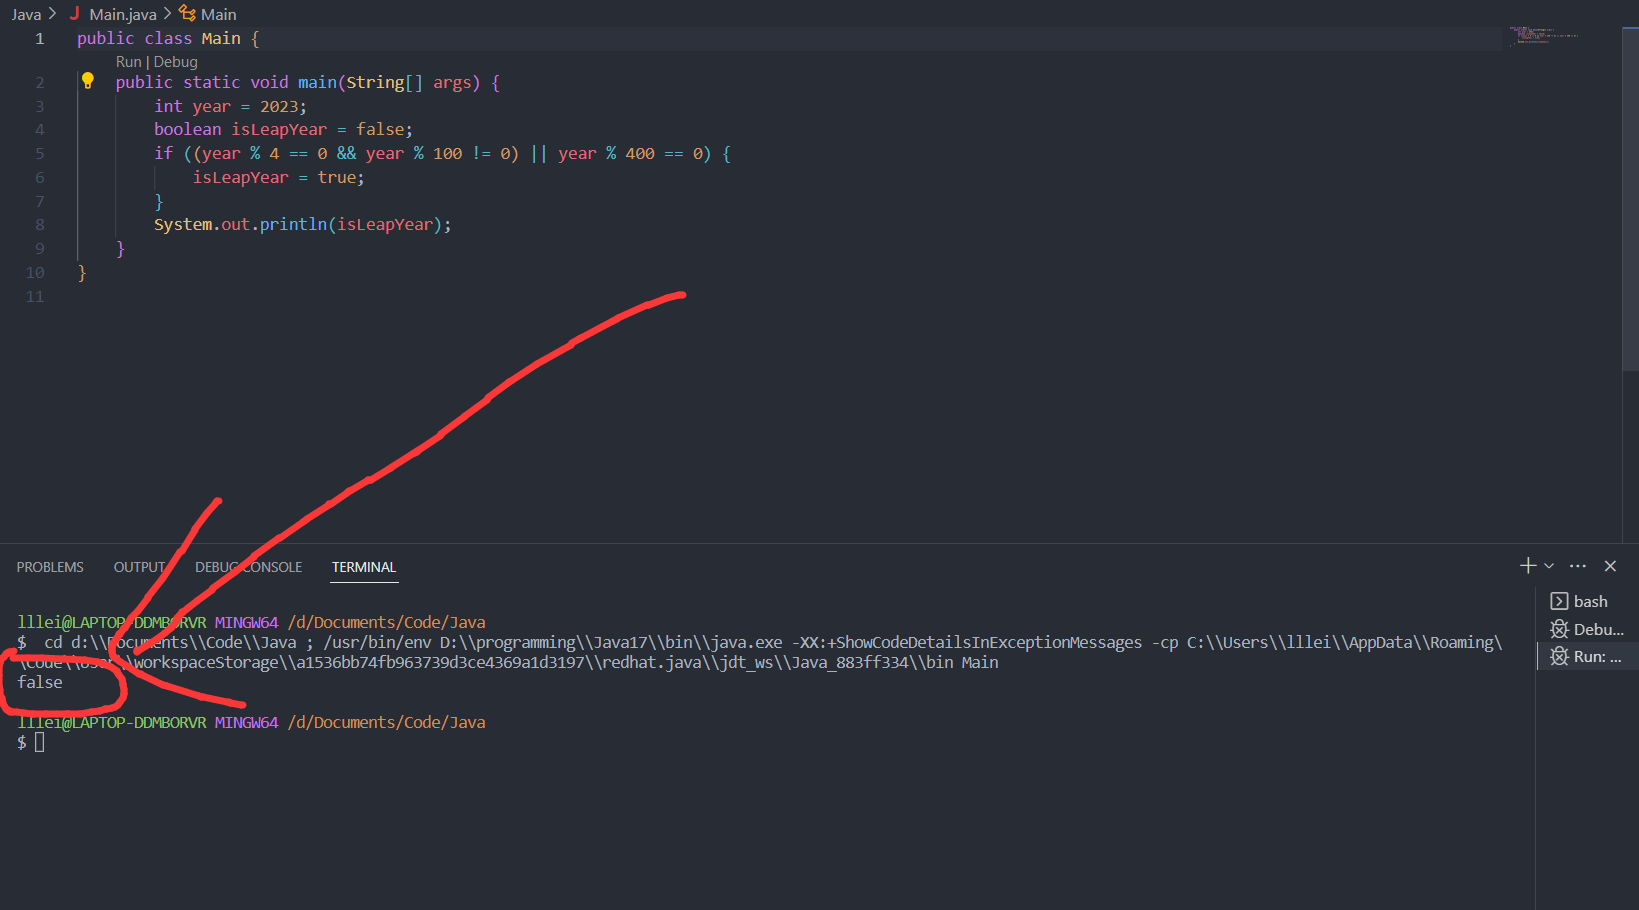 Java > J Main.java > Main
1 public class Main {
Run | Debug
2 public static void main(String[] args) {
3 int year = 2023;
4 boolean isLeapYear = false;
5 if ((year % 4 == 0 && year % 100 != 0) || year % 400 == 0) {
6 isLeapYear = true;
7 }
8 System.out.println(isLeapYear);
9 }
10 }
11
PROBLEMS OUTPUT DEBUG CONSOLE TERMINAL
bash
Debu...
Run: ...
lllei@LAPTOP-DDMBORVR MINGW64 /d/Documents/Code/Java
$ cd d:\\Documents\\Code\\Java ; /usr/bin/env D:\\programming\\Java17\\bin\\java.exe -XX:+ShowCodeDetailsInExceptionMessages -cp C:\\Users\\lllei\\AppData\\Roaming\
\Code\\User\\workspaceStorage\\a1536bb74fb963739d3ce4369a1d3197\\redhat.java\\jdt_ws\\Java_883ff334\\bin Main
false
lllei@LAPTOP-DDMBORVR MINGW64 /d/Documents/Code/Java
$